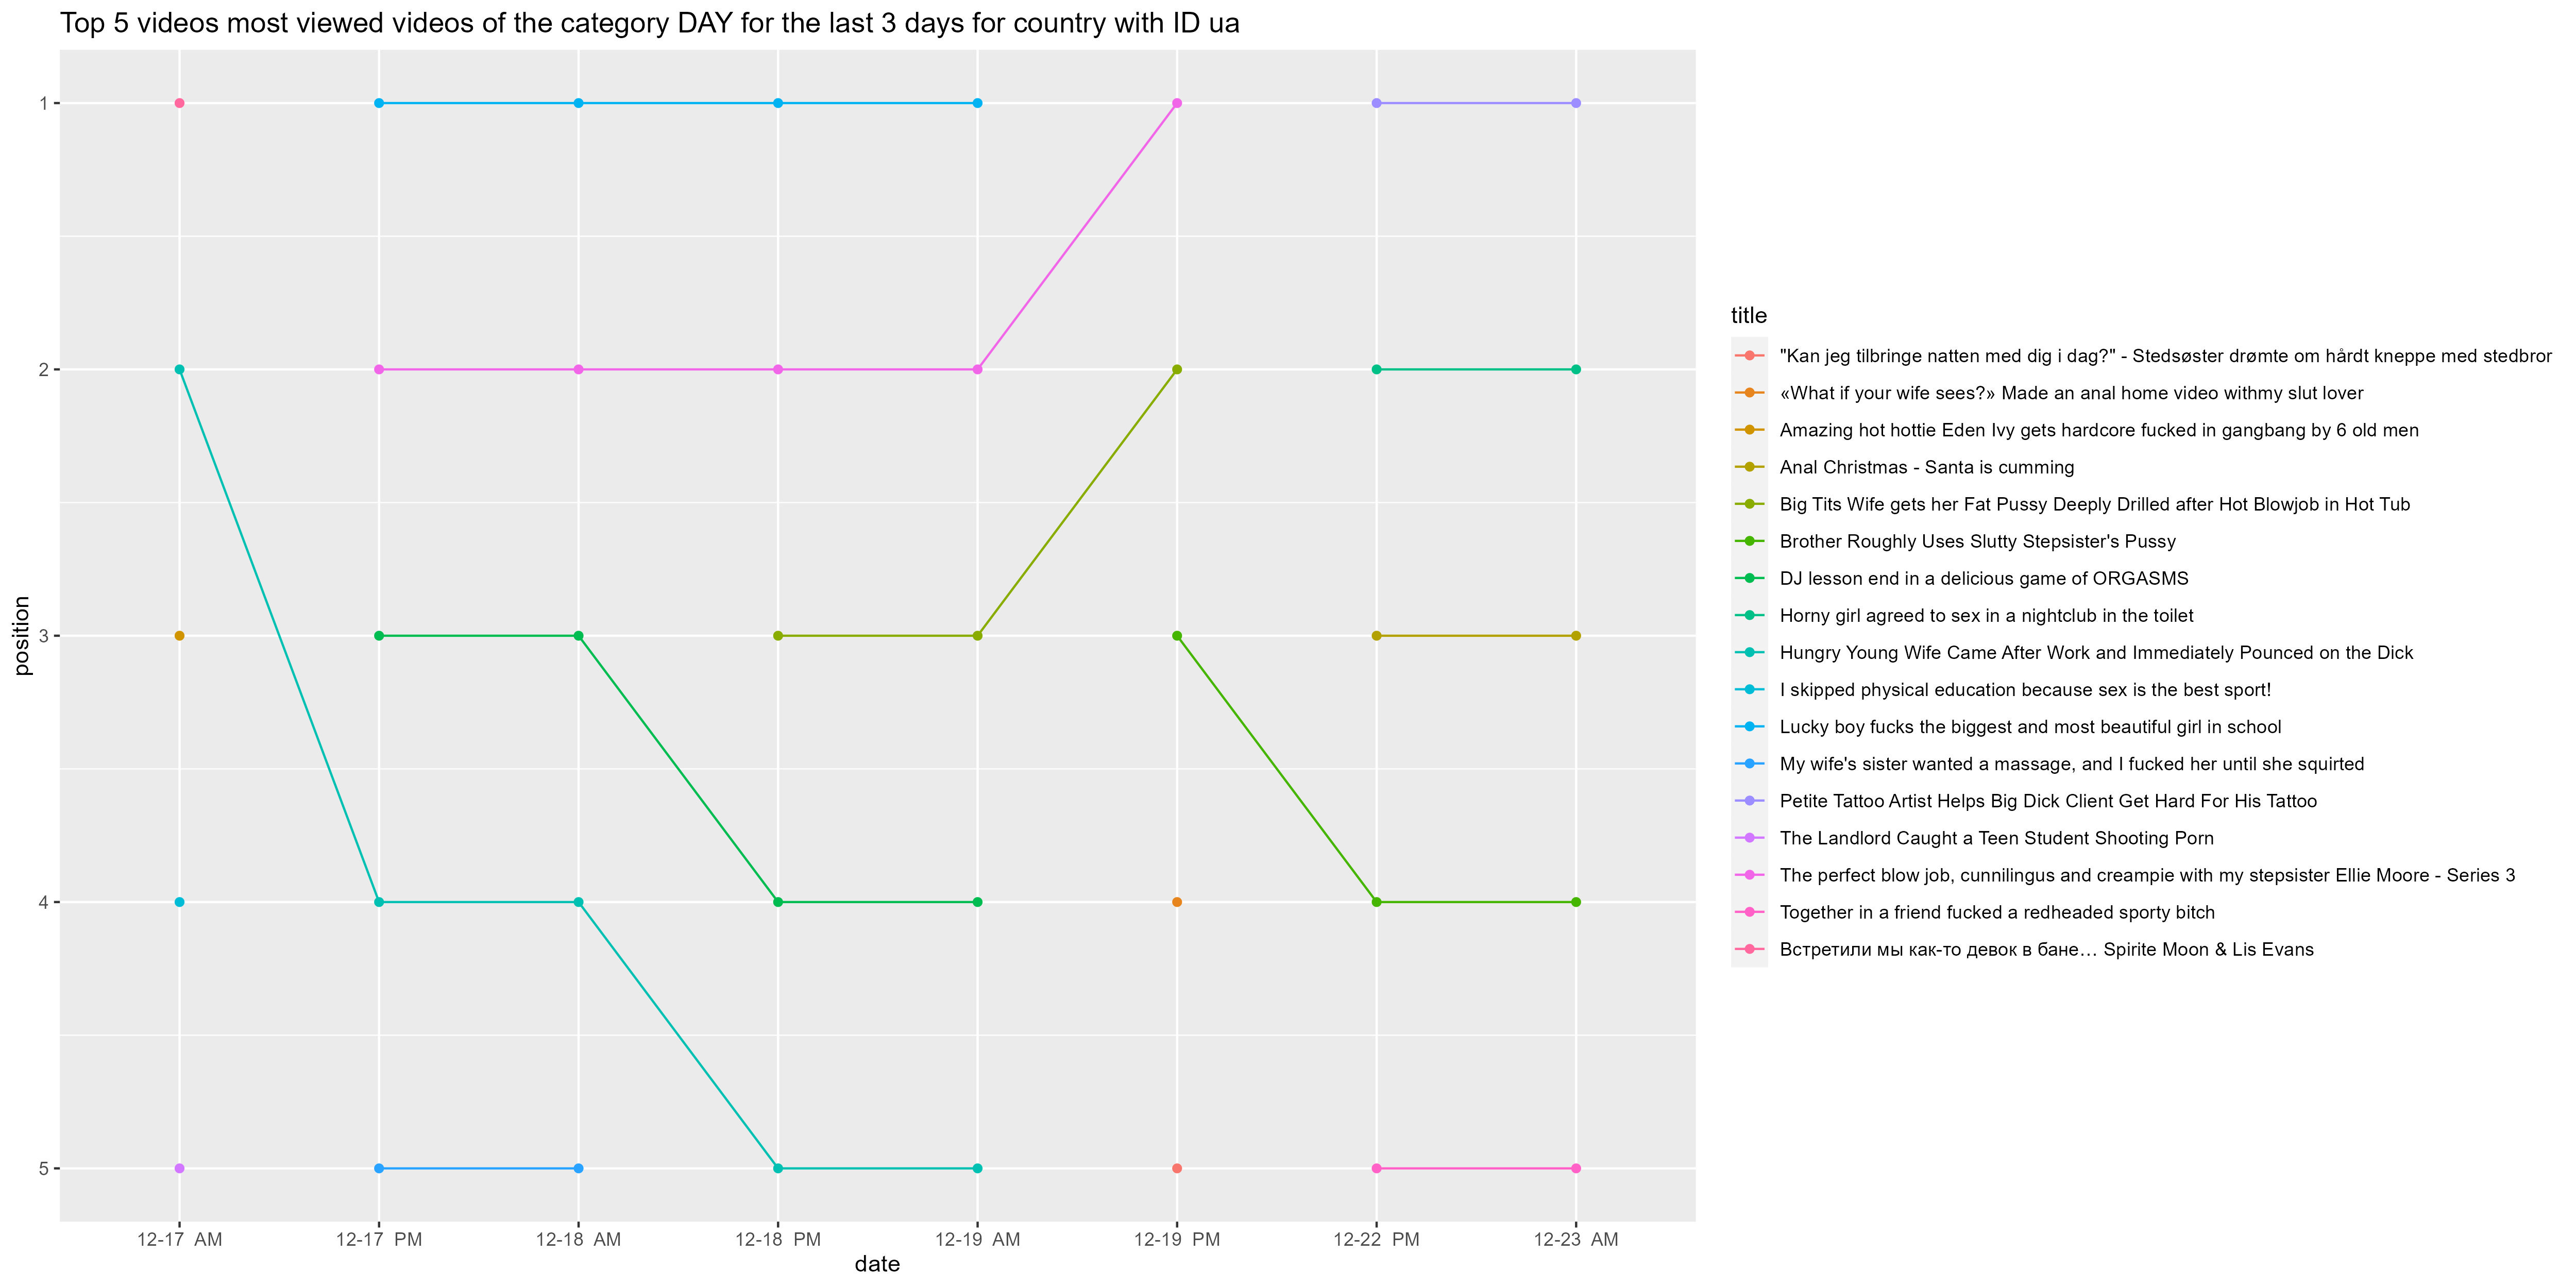 Top 5 videos most viewed videos of the category DAY for the last 3 days for country with ID ua
position
1
2
3
4
5
12-17 AM
12-17 PM
12-18 AM
12-18 PM
12-19 AM
12-19 PM
12-22 PM
12-23 AM
date
title
"Kan jeg tilbringe natten med dig i dag?" - Stedsøster drømte om hårdt kneppe med stedbror
«What if your wife sees?» Made an anal home video withmy slut lover
Amazing hot hottie Eden Ivy gets hardcore fucked in gangbang by 6 old men
Anal Christmas - Santa is cumming
Big Tits Wife gets her Fat Pussy Deeply Drilled after Hot Blowjob in Hot Tub
Brother Roughly Uses Slutty Stepsister's Pussy
DJ lesson end in a delicious game of ORGASMS
Horny girl agreed to sex in a nightclub in the toilet
Hungry Young Wife Came After Work and Immediately Pounced on the Dick
I skipped physical education because sex is the best sport!
Lucky boy fucks the biggest and most beautiful girl in school
My wife's sister wanted a massage, and I fucked her until she squirted
Petite Tattoo Artist Helps Big Dick Client Get Hard For His Tattoo
The Landlord Caught a Teen Student Shooting Porn
The perfect blow job, cunnilingus and creampie with my stepsister Ellie Moore - Series 3
Together in a friend fucked a redheaded sporty bitch
Встретили мы как-то девок в бане… Spirite Moon & Lis Evans